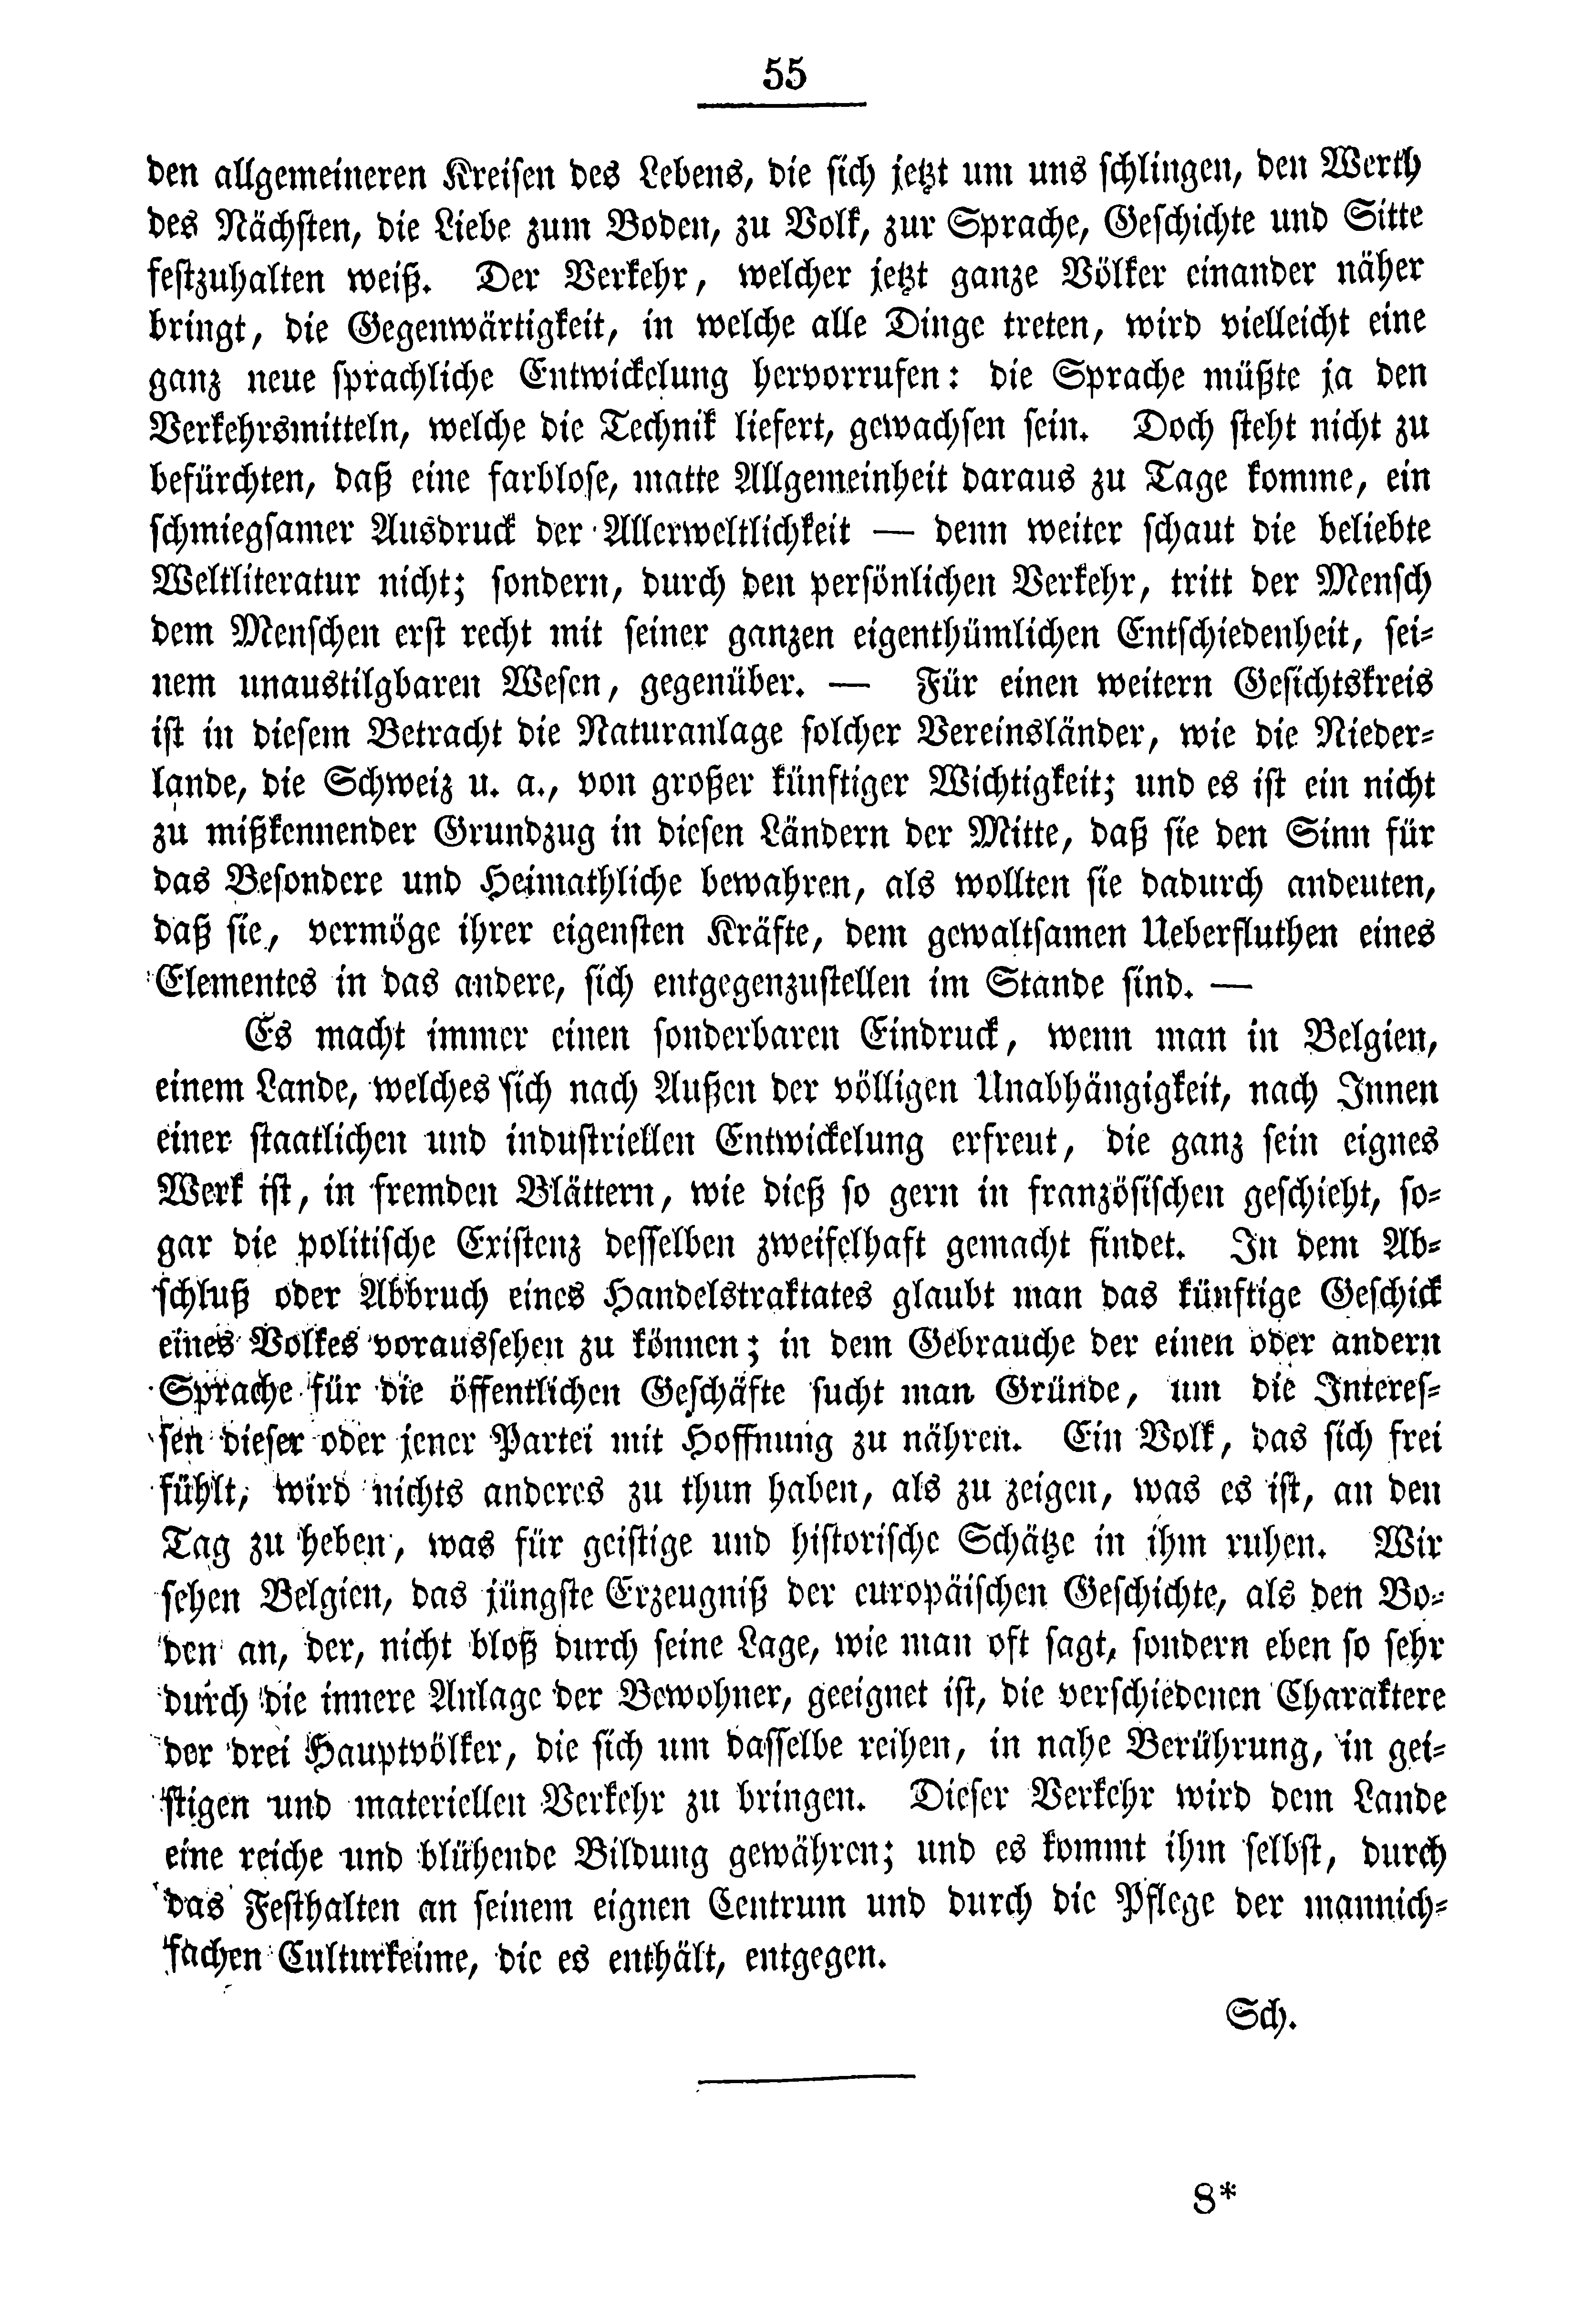 55
den allgemeineren Kreisen des Lebens, die sich jetzt um uns schlingen, den Werth
des Nächsten, die Liebe zum Boden, zu Volk, zur Sprache, Geschichte und Sitte
festzuhalten weiß. Der Verkehr, welcher jetzt ganze Völker einander näher
bringt, die Gegenwärtigkeit, in welche alle Dinge treten, wird vielleicht eine
ganz neue sprachliche Entwickelung hervorrufen: die Sprache müßte ja den
Verkehrsmitteln, welche die Technik liefert, gewachsen sein. Doch steht nicht zu
befürchten, daß eine farblose, matte Allgemeinheit daraus zu Tage komme, ein
schmiegsamer Ausdruck der Allerweltlichkeit — denn weiter schaut die beliebte
Weltliteratur nicht; sondern, durch den persönlichen Verkehr, tritt der Mensch
dem Menschen erst recht mit seiner ganzen eigenthümlichen Entschiedenheit, sei-
nem unaustilgbaren Wesen, gegenüber. — Für einen weitern Gesichtskreis
ist in diesem Betracht die Naturanlage solcher Vereinsländer, wie die Nieder-
lande, die Schweiz u. a., von großer künftiger Wichtigkeit; und es ist ein nicht
zu mißkennender Grundzug in diesen Ländern der Mitte, daß sie den Sinn für
das Besondere und Heimathliche bewahren, als wollten sie dadurch andeuten,
daß sie, vermöge ihrer eigensten Kräfte, dem gewaltsamen Ueberfluthen eines
Elementes in das andere, sich entgegenzustellen im Stande sind. —
Es macht immer einen sonderbaren Eindruck, wenn man in Belgien,
einem Lande, welches sich nach Außen der völligen Unabhängigkeit, nach Innen
einer staatlichen und industriellen Entwickelung erfreut, die ganz sein eignes
Werk ist, in fremden Blättern, wie dieß so gern in französischen geschieht, so-
gar die politische Existenz desselben zweifelhaft gemacht findet. In dem Ab-
schluß oder Abbruch eines Handelstraktates glaubt man das künftige Geschick
eines Volkes voraussehen zu können; in dem Gebrauche der einen oder andern
Sprache für die öffentlichen Geschäfte sucht man Gründe, um die Interes-
sen dieser oder jener Partei mit Hoffnung zu nähren. Ein Volk, das sich frei
fühlt, wird nichts anderes zu thun haben, als zu zeigen, was es ist, an den
Tag zu heben, was für geistige und historische Schätze in ihm ruhen. Wir
sehen Belgien, das jüngste Erzeugniß der europäischen Geschichte, als den Bo-
den an, der, nicht bloß durch seine Lage, wie man oft sagt, sondern eben so sehr
durch die innere Anlage der Bewohner, geeignet ist, die verschiedenen Charaktere
der drei Hauptvölker, die sich um dasselbe reihen, in nahe Berührung, in gei-
stigen und materiellen Verkehr zu bringen. Dieser Verkehr wird dem Lande
eine reiche und blühende Bildung gewähren; und es kommt ihm selbst, durch
das Festhalten an seinem eignen Centrum und durch die Pflege der mannich-
fachen Culturkeime, die es enthält, entgegen.
Sch.
8*